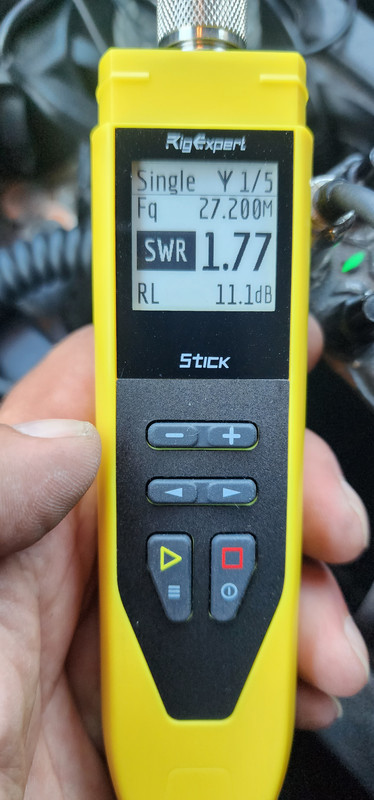 RigExpert
Single 1/5
Fq 27.200M
SWR 1.77
RL 11.1dB
Stick
- +